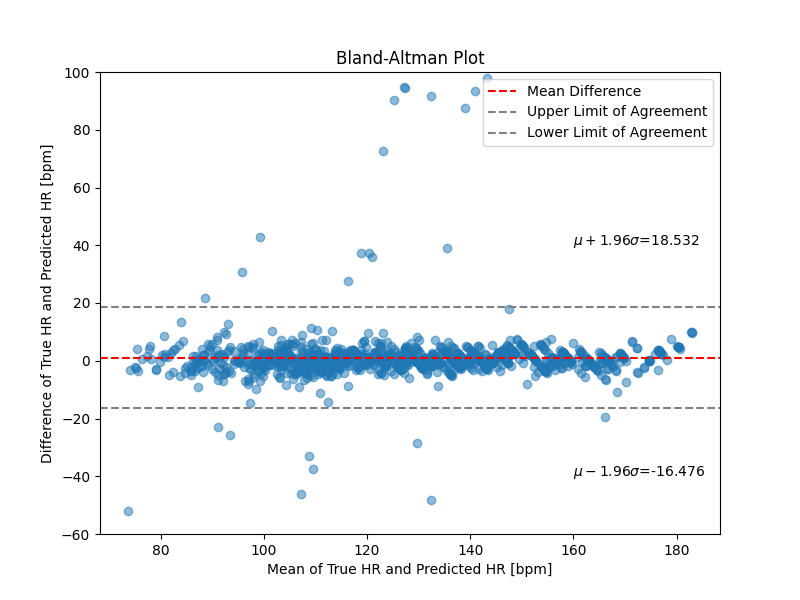 Bland-Altman Plot
Difference of True HR and Predicted HR [bpm]
100
80
60
40
20
0
−20
−40
−60
Mean Difference
Upper Limit of Agreement
Lower Limit of Agreement
μ + 1.96σ=18.532
μ − 1.96σ=-16.476
80
100
120
140
160
180
Mean of True HR and Predicted HR [bpm]